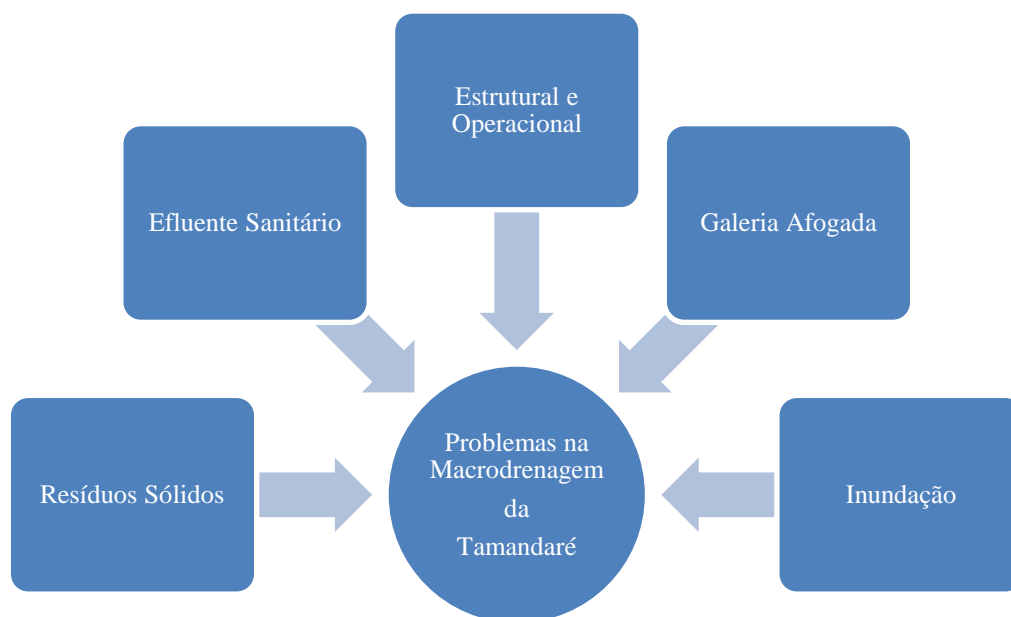 Estrutural e
Operacional
Efluente Sanitário
Galeria Afogada
Resíduos Sólidos
Problemas na
Macrodrenagem
da
Tamandaré
Inundação